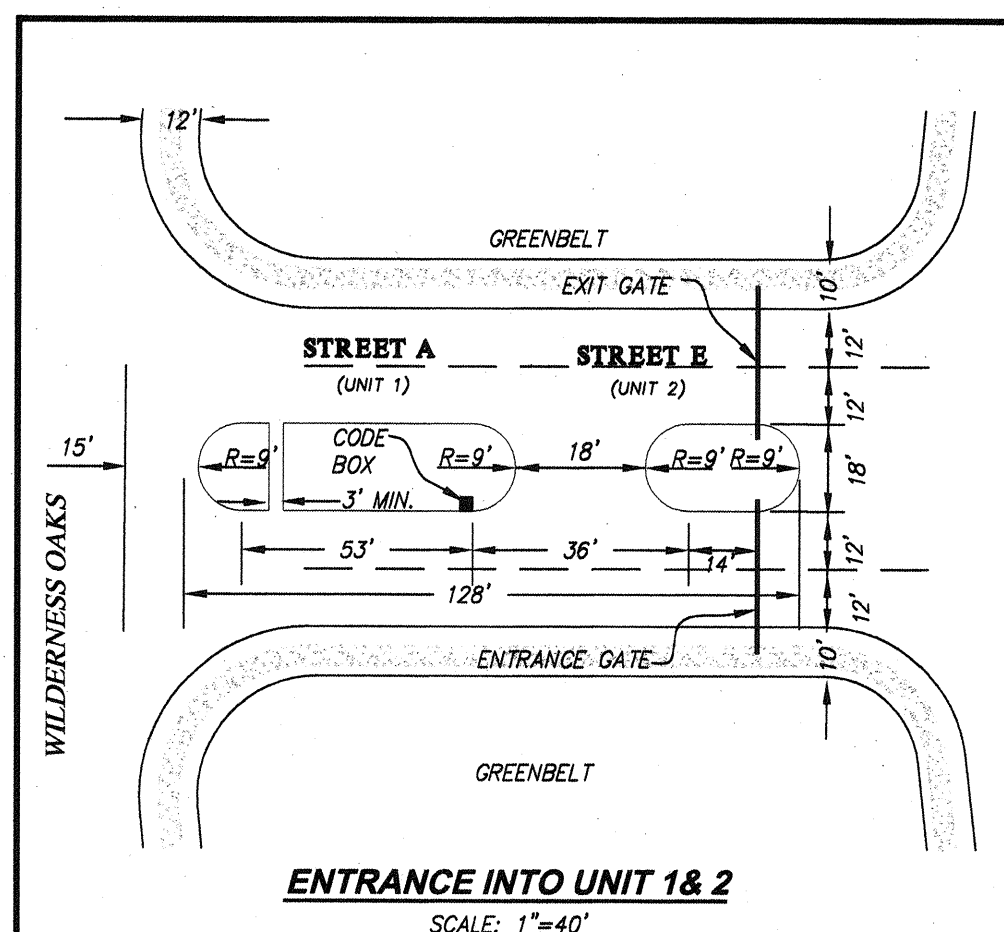 12'
GREENBELT
EXIT GATE
10'
STREET A
(UNIT 1)
STREET E
(UNIT 2)
12'
12'
15'
R=9'
CODE
BOX
R=9'
18'
R=9'
R=9'
18'
3' MIN.
53'
36'
14'
12'
128'
12'
WILDERNESS OAKS
ENTRANCE GATE
10'
GREENBELT
ENTRANCE INTO UNIT 1& 2
SCALE: 1"=40'